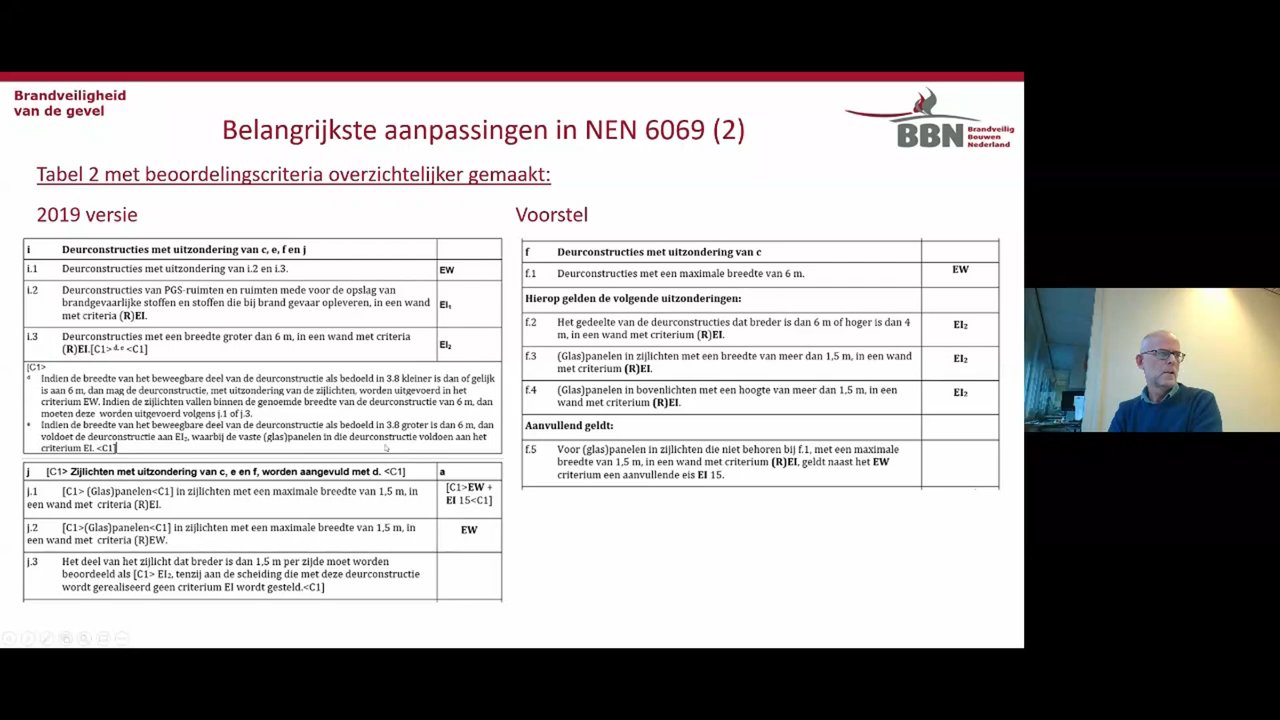 Brandveiligheid
van de gevel
Belangrijkste aanpassingen in NEN 6069 (2)
BBN Brandveilig
Bouwen
Nederland
Tabel 2 met beoordelingscriteria overzichtelijker gemaakt:
2019 versie
i Deurconstructies met uitzondering van c, e, f en j
i.1 Deurconstructies met uitzondering van i.2 en i.3. EW
i.2 Deurconstructies van PGS-ruimten en ruimten mede voor de opslag van
brandgevaarlijke stoffen en stoffen die bij brand gevaar opleveren, in een wand EI₁
met criteria (R)EI.
i.3 Deurconstructies met een breedte groter dan 6 m, in een wand met criteria
(R)EI.[C1> d, e <C1] EI₂
[C1>
d Indien de breedte van het beweegbare deel van de deurconstructie als bedoeld in 3.8 kleiner is dan of gelijk
is aan 6 m, dan mag de deurconstructie, met uitzondering van de zijlichten, worden uitgevoerd in het
criterium EW. Indien de zijlichten vallen binnen de genoemde breedte van de deurconstructie van 6 m, dan
moeten deze worden uitgevoerd volgens j.1 of j.3.
e Indien de breedte van het beweegbare deel van de deurconstructie als bedoeld in 3.8 groter is dan 6 m, dan
voldoet de deurconstructie aan EI₂, waarbij de vaste (glas)panelen in die deurconstructie voldoen aan het
criterium EI. <C1]
j [C1> Zijlichten met uitzondering van c, e en f, worden aangevuld met d. <C1] a
j.1 [C1> (Glas)panelen<C1] in zijlichten met een maximale breedte van 1,5 m, in [C1>EW +
een wand met criteria (R)EI. EI 15<C1]
j.2 [C1>(Glas)panelen<C1] in zijlichten met een maximale breedte van 1,5 m, in EW
een wand met criteria (R)EW.
j.3 Het deel van het zijlicht dat breder is dan 1,5 m per zijde moet worden
beoordeeld als [C1> EI₂, tenzij aan de scheiding die met deze deurconstructie
wordt gerealiseerd geen criterium EI wordt gesteld.<C1]
Voorstel
f Deurconstructies met uitzondering van c
f.1 Deurconstructies met een maximale breedte van 6 m. EW
Hierop gelden de volgende uitzonderingen:
f.2 Het gedeelte van de deurconstructies dat breder is dan 6 m of hoger is dan 4 EI₂
m, in een wand met criterium (R)EI.
f.3 (Glas)panelen in zijlichten met een breedte van meer dan 1,5 m, in een wand EI₂
met criterium (R)EI.
f.4 (Glas)panelen in bovenlichten met een hoogte van meer dan 1,5 m, in een EI₂
wand met criterium (R)EI.
Aanvullend geldt:
f.5 Voor (glas)panelen in zijlichten die niet behoren bij f.1, met een maximale
breedte van 1,5 m, in een wand met criterium (R)EI, geldt naast het EW
criterium een aanvullende eis EI 15.